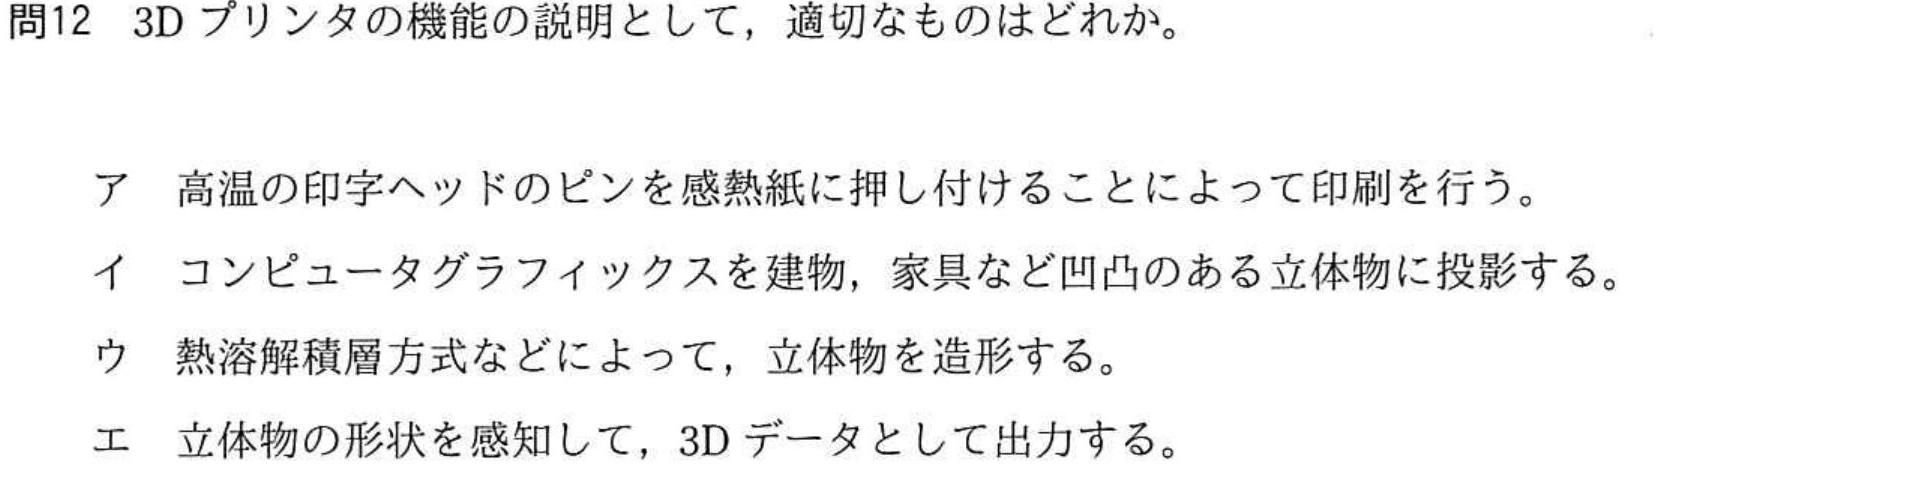 問12 3D プリンタの機能の説明として，適切なものはどれか。
ア 高温の印字ヘッドのピンを感熱紙に押し付けることによって印刷を行う。
イ コンピュータグラフィックスを建物，家具など凹凸のある立体物に投影する。
ウ 熱溶解積層方式などによって，立体物を造形する。
エ 立体物の形状を感知して，3D データとして出力する。